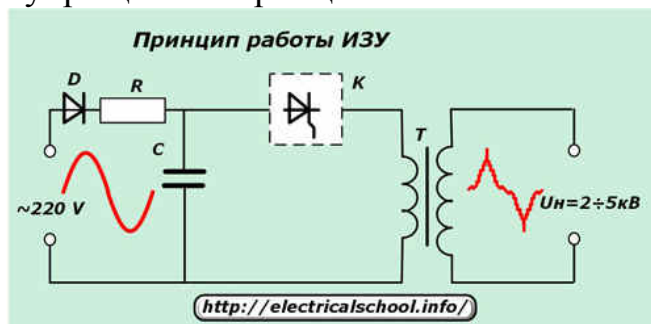 Принцип работы ИЗУ
D
R
K
C
T
~220 V
Uн=2÷5кВ
http://electricalschool.info/